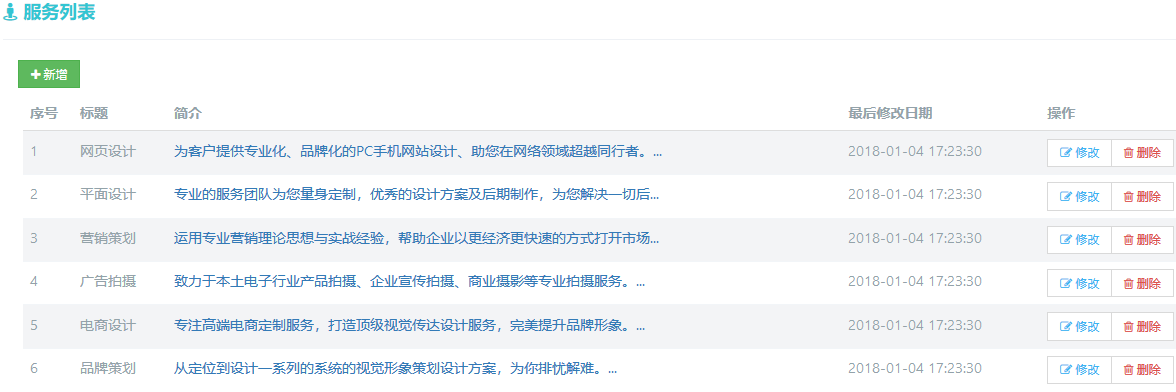 服务列表
新增
序号 标题 简介 最后修改日期 操作
1 网页设计 为客户提供专业化、品牌化的PC手机网站设计、助您在网络领域超越同行者。... 2018-01-04 17:23:30 修改 删除
2 平面设计 专业的服务团队为您量身定制，优秀的设计方案及后期制作，为您解决一切后... 2018-01-04 17:23:30 修改 删除
3 营销策划 运用专业营销理论思想与实战经验，帮助企业以更经济更快速的方式打开市场... 2018-01-04 17:23:30 修改 删除
4 广告拍摄 致力于本土电子行业产品拍摄、企业宣传拍摄、商业摄影等专业拍摄服务。... 2018-01-04 17:23:30 修改 删除
5 电商设计 专注高端电商定制服务，打造顶级视觉传达设计服务，完美提升品牌形象。... 2018-01-04 17:23:30 修改 删除
6 品牌策划 从定位到设计一系列的系统的视觉形象策划设计方案，为你排忧解难。... 2018-01-04 17:23:30 修改 删除